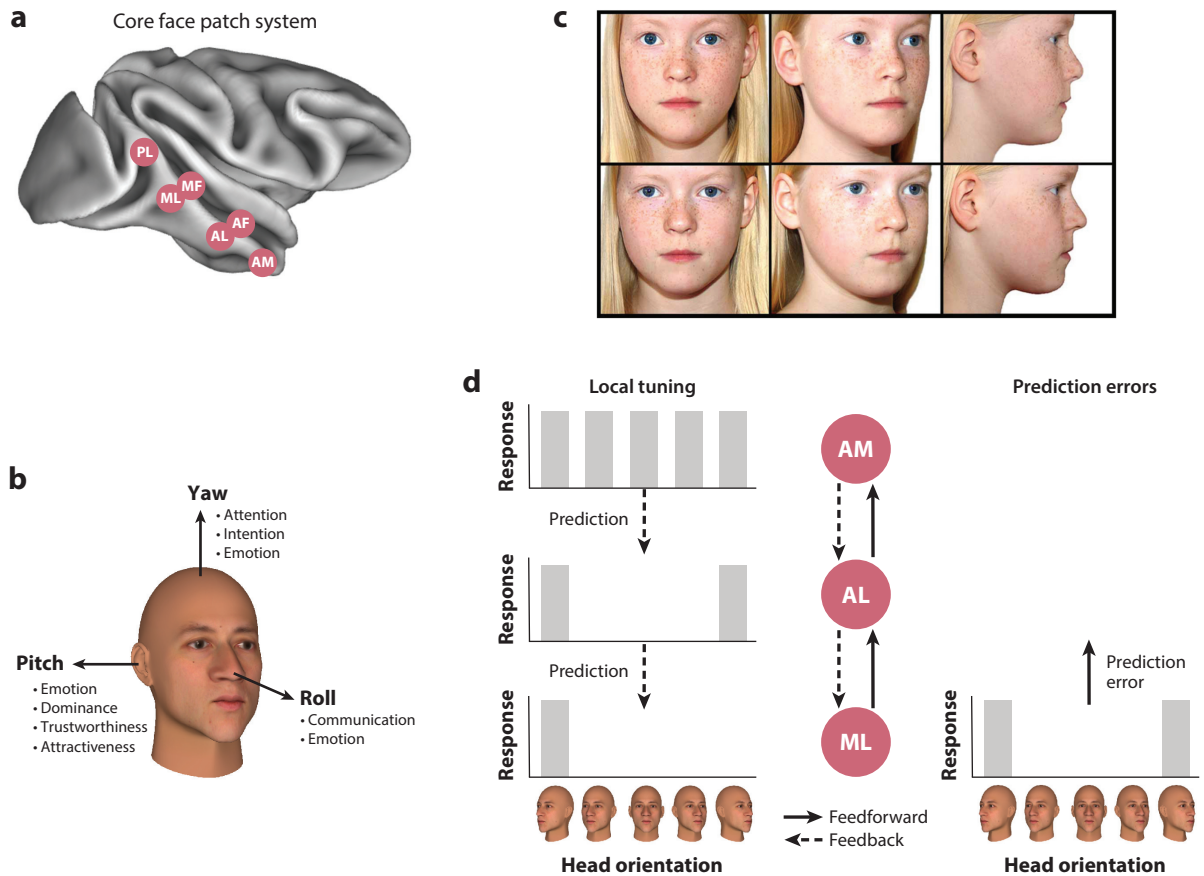 a
Core face patch system
PL
ML
MF
AL
AF
AM
b
Yaw
• Attention
• Intention
• Emotion
Pitch
• Emotion
• Dominance
• Trustworthiness
• Attractiveness
Roll
• Communication
• Emotion
c
d
Local tuning
Prediction errors
Response
AM
Prediction
Response
AL
Prediction
Prediction
error
Response
ML
Response
Feedforward
Feedback
Head orientation
Head orientation